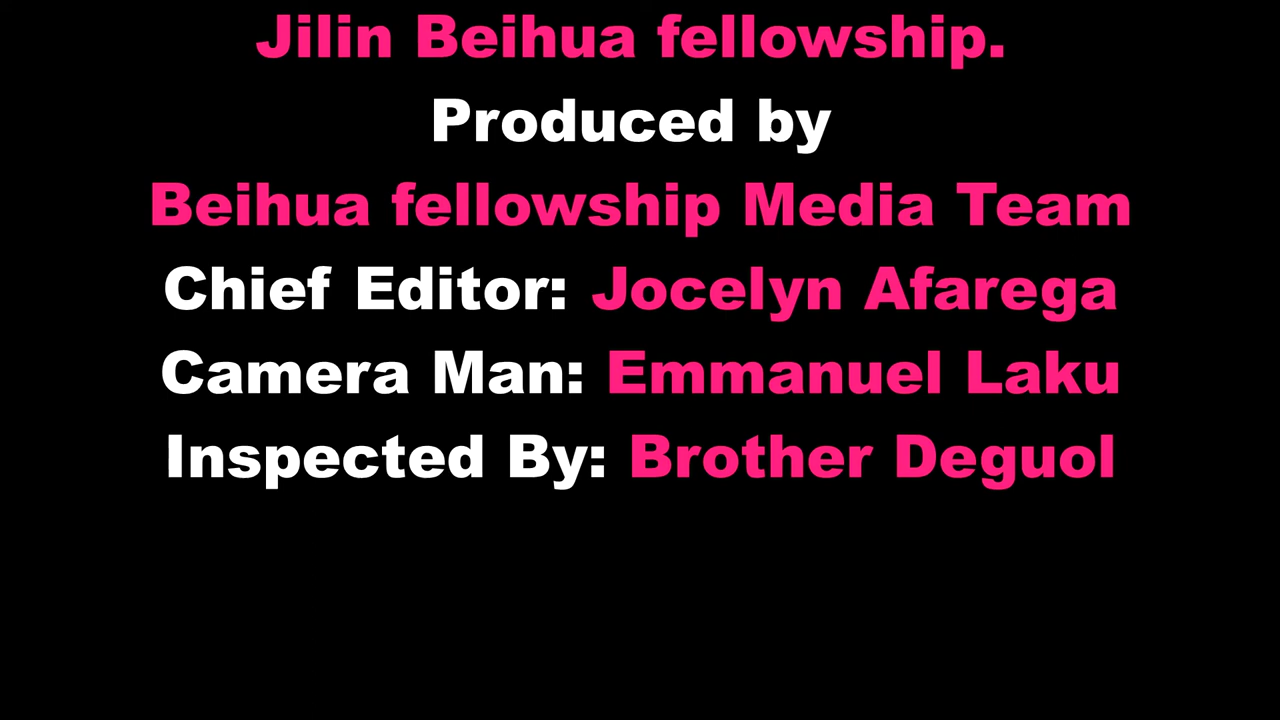 Jilin Beihua fellowship.
Produced by
Beihua fellowship Media Team
Chief Editor: Jocelyn Afarega
Camera Man: Emmanuel Laku
Inspected By: Brother Deguol